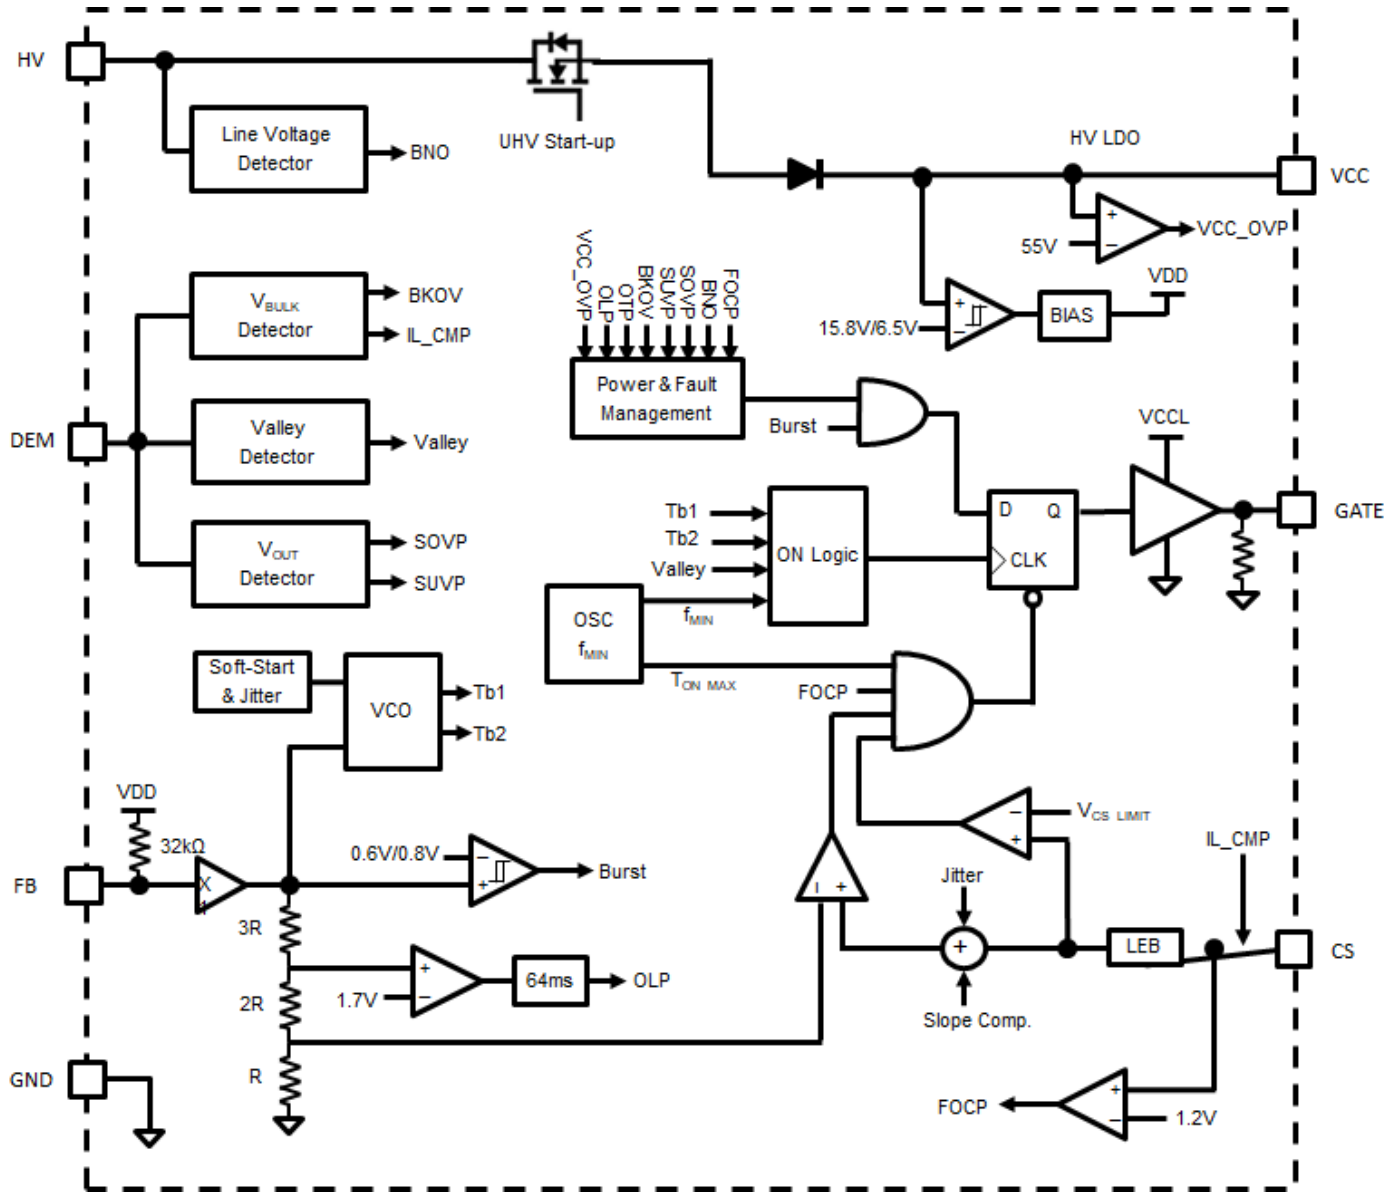 HV
UHV Start-up
Line Voltage
Detector
BNO
HV LDO
VCC
+
−
55V
VCC_OVP
VDD
VCC_OVP
OLP
OTP
BKOV
SUVP
SOVP
BNO
FOCP
VBULK
Detector
BKOV
IL_CMP
15.8V/6.5V
+
−
BIAS
Power & Fault
Management
Burst
DEM
Valley
Detector
Valley
VCCL
GATE
Tb1
Tb2
Valley
fMIN
ON Logic
D Q
CLK
VOUT
Detector
SOVP
SUVP
OSC
fMIN
TON MAX
FOCP
Soft-Start
& Jitter
VCO
Tb1
Tb2
VDD
32kΩ
FB
X
1
0.6V/0.8V
−
+
Burst
−
+
VCS LIMIT
IL_CMP
− +
Jitter
+
Slope Comp.
LEB
CS
3R
+
−
1.7V
64ms
OLP
2R
R
GND
FOCP
+
−
1.2V